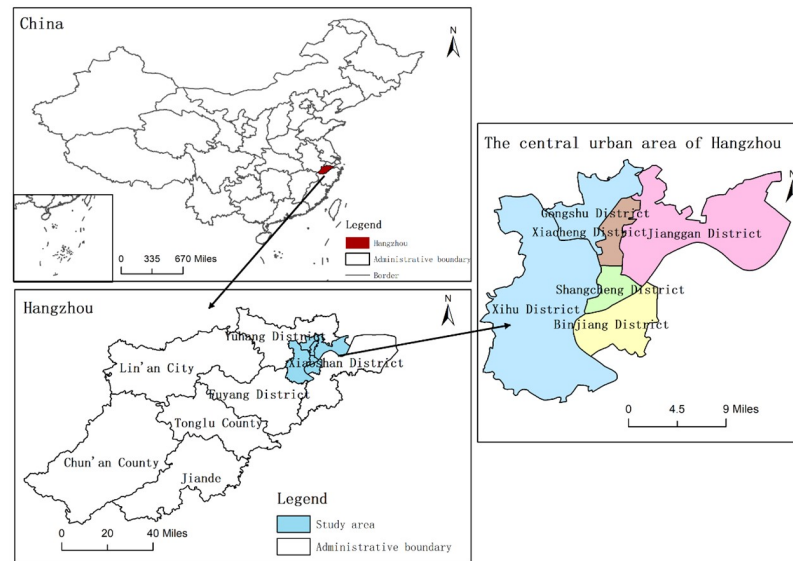 China
N
Legend
Hangzhou
Administrative boundary
Border
0 335 670 Miles
Hangzhou
N
Yuhang District
Lin'an City
Xiaoshan District
Fuyang District
Tonglu County
Chun'an County
Jiande
Legend
Study area
Administrative boundary
0 20 40 Miles
The central urban area of Hangzhou
N
Gongshu District
Xiacheng District
Jianggan District
Shangcheng District
Xihu District
Binjiang District
0 4.5 9 Miles